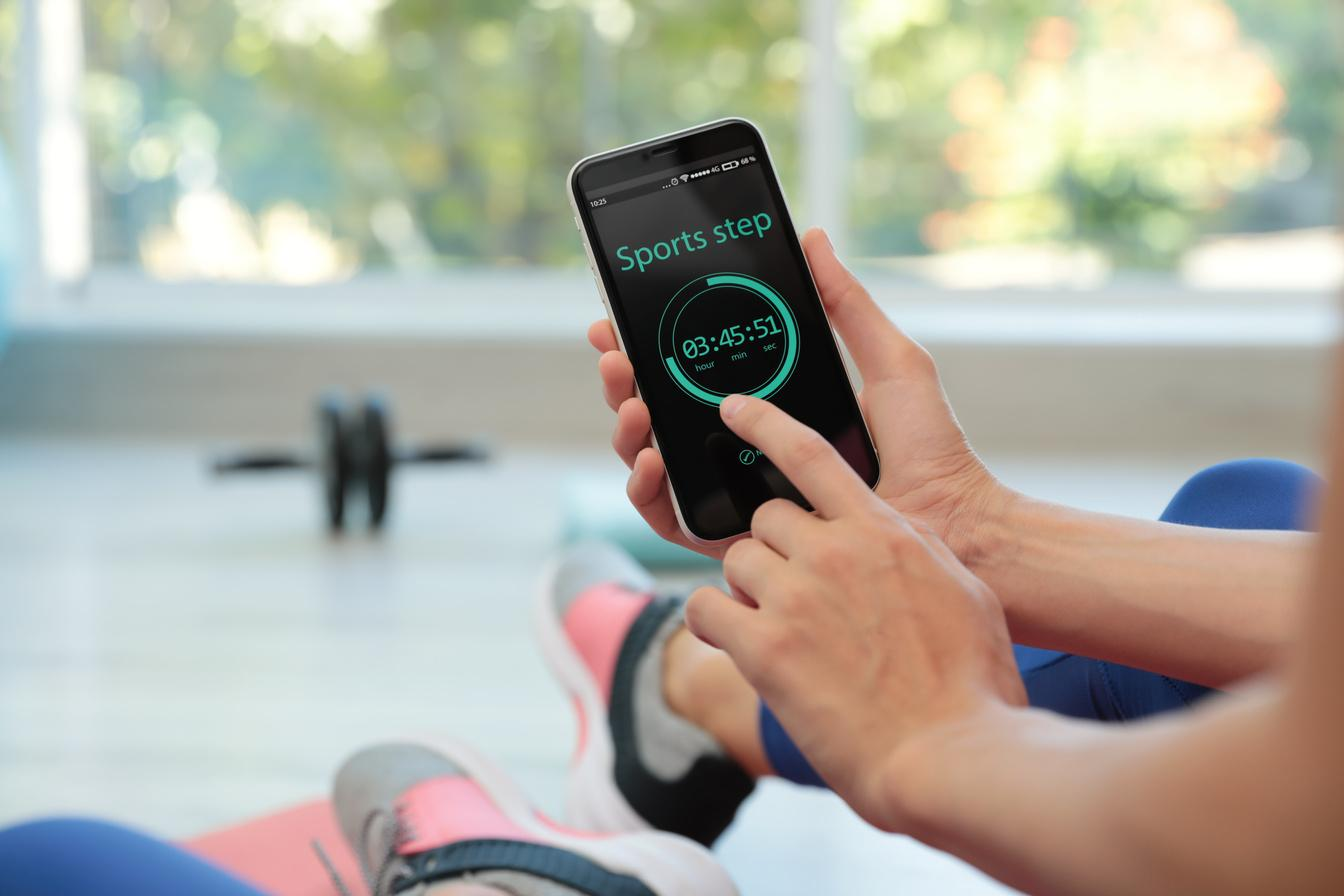 10:25
4G 68 %
Sports step
03:45:51
hour min sec